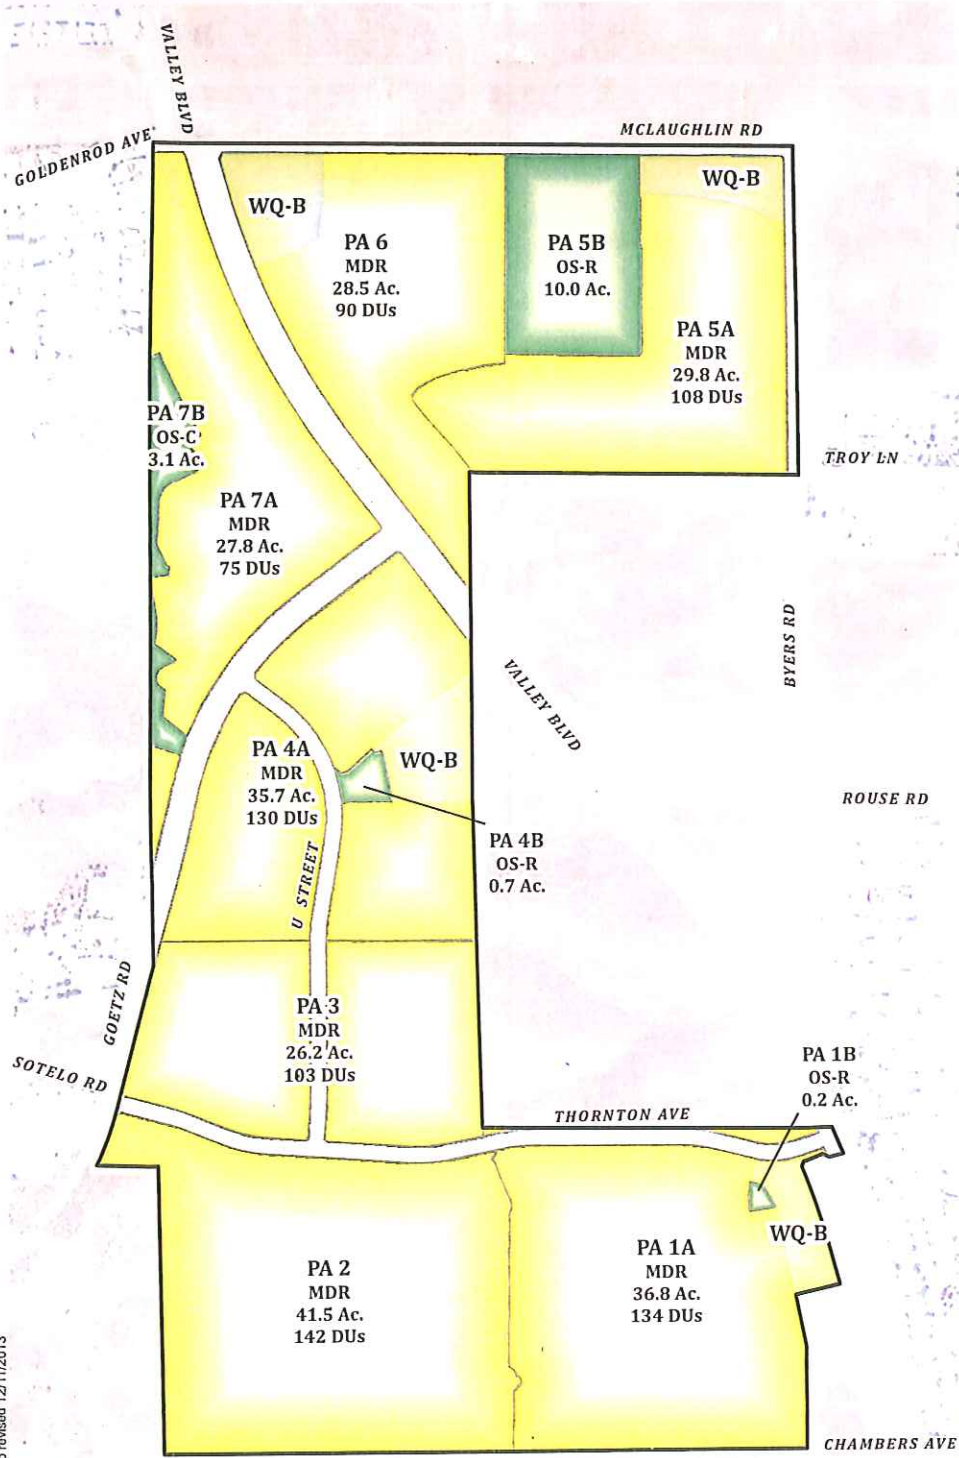 VALLEY BLVD
GOLDENROD AVE
MCLAUGHLIN RD
WQ-B
PA 6
MDR
28.5 Ac.
90 DUs
PA 5B
OS-R
10.0 Ac.
WQ-B
PA 5A
MDR
29.8 Ac.
108 DUs
PA 7B
OS-C
3.1 Ac.
TROY LN
PA 7A
MDR
27.8 Ac.
75 DUs
BYERS RD
VALLEY BLVD
PA 4A
MDR
35.7 Ac.
130 DUs
WQ-B
ROUSE RD
PA 4B
OS-R
0.7 Ac.
U STREET
GOETZ RD
PA 3
MDR
26.2 Ac.
103 DUs
SOTELO RD
PA 1B
OS-R
0.2 Ac.
THORNTON AVE
WQ-B
PA 2
MDR
41.5 Ac.
142 DUs
PA 1A
MDR
36.8 Ac.
134 DUs
revised 12/11/2013
CHAMBERS AVE